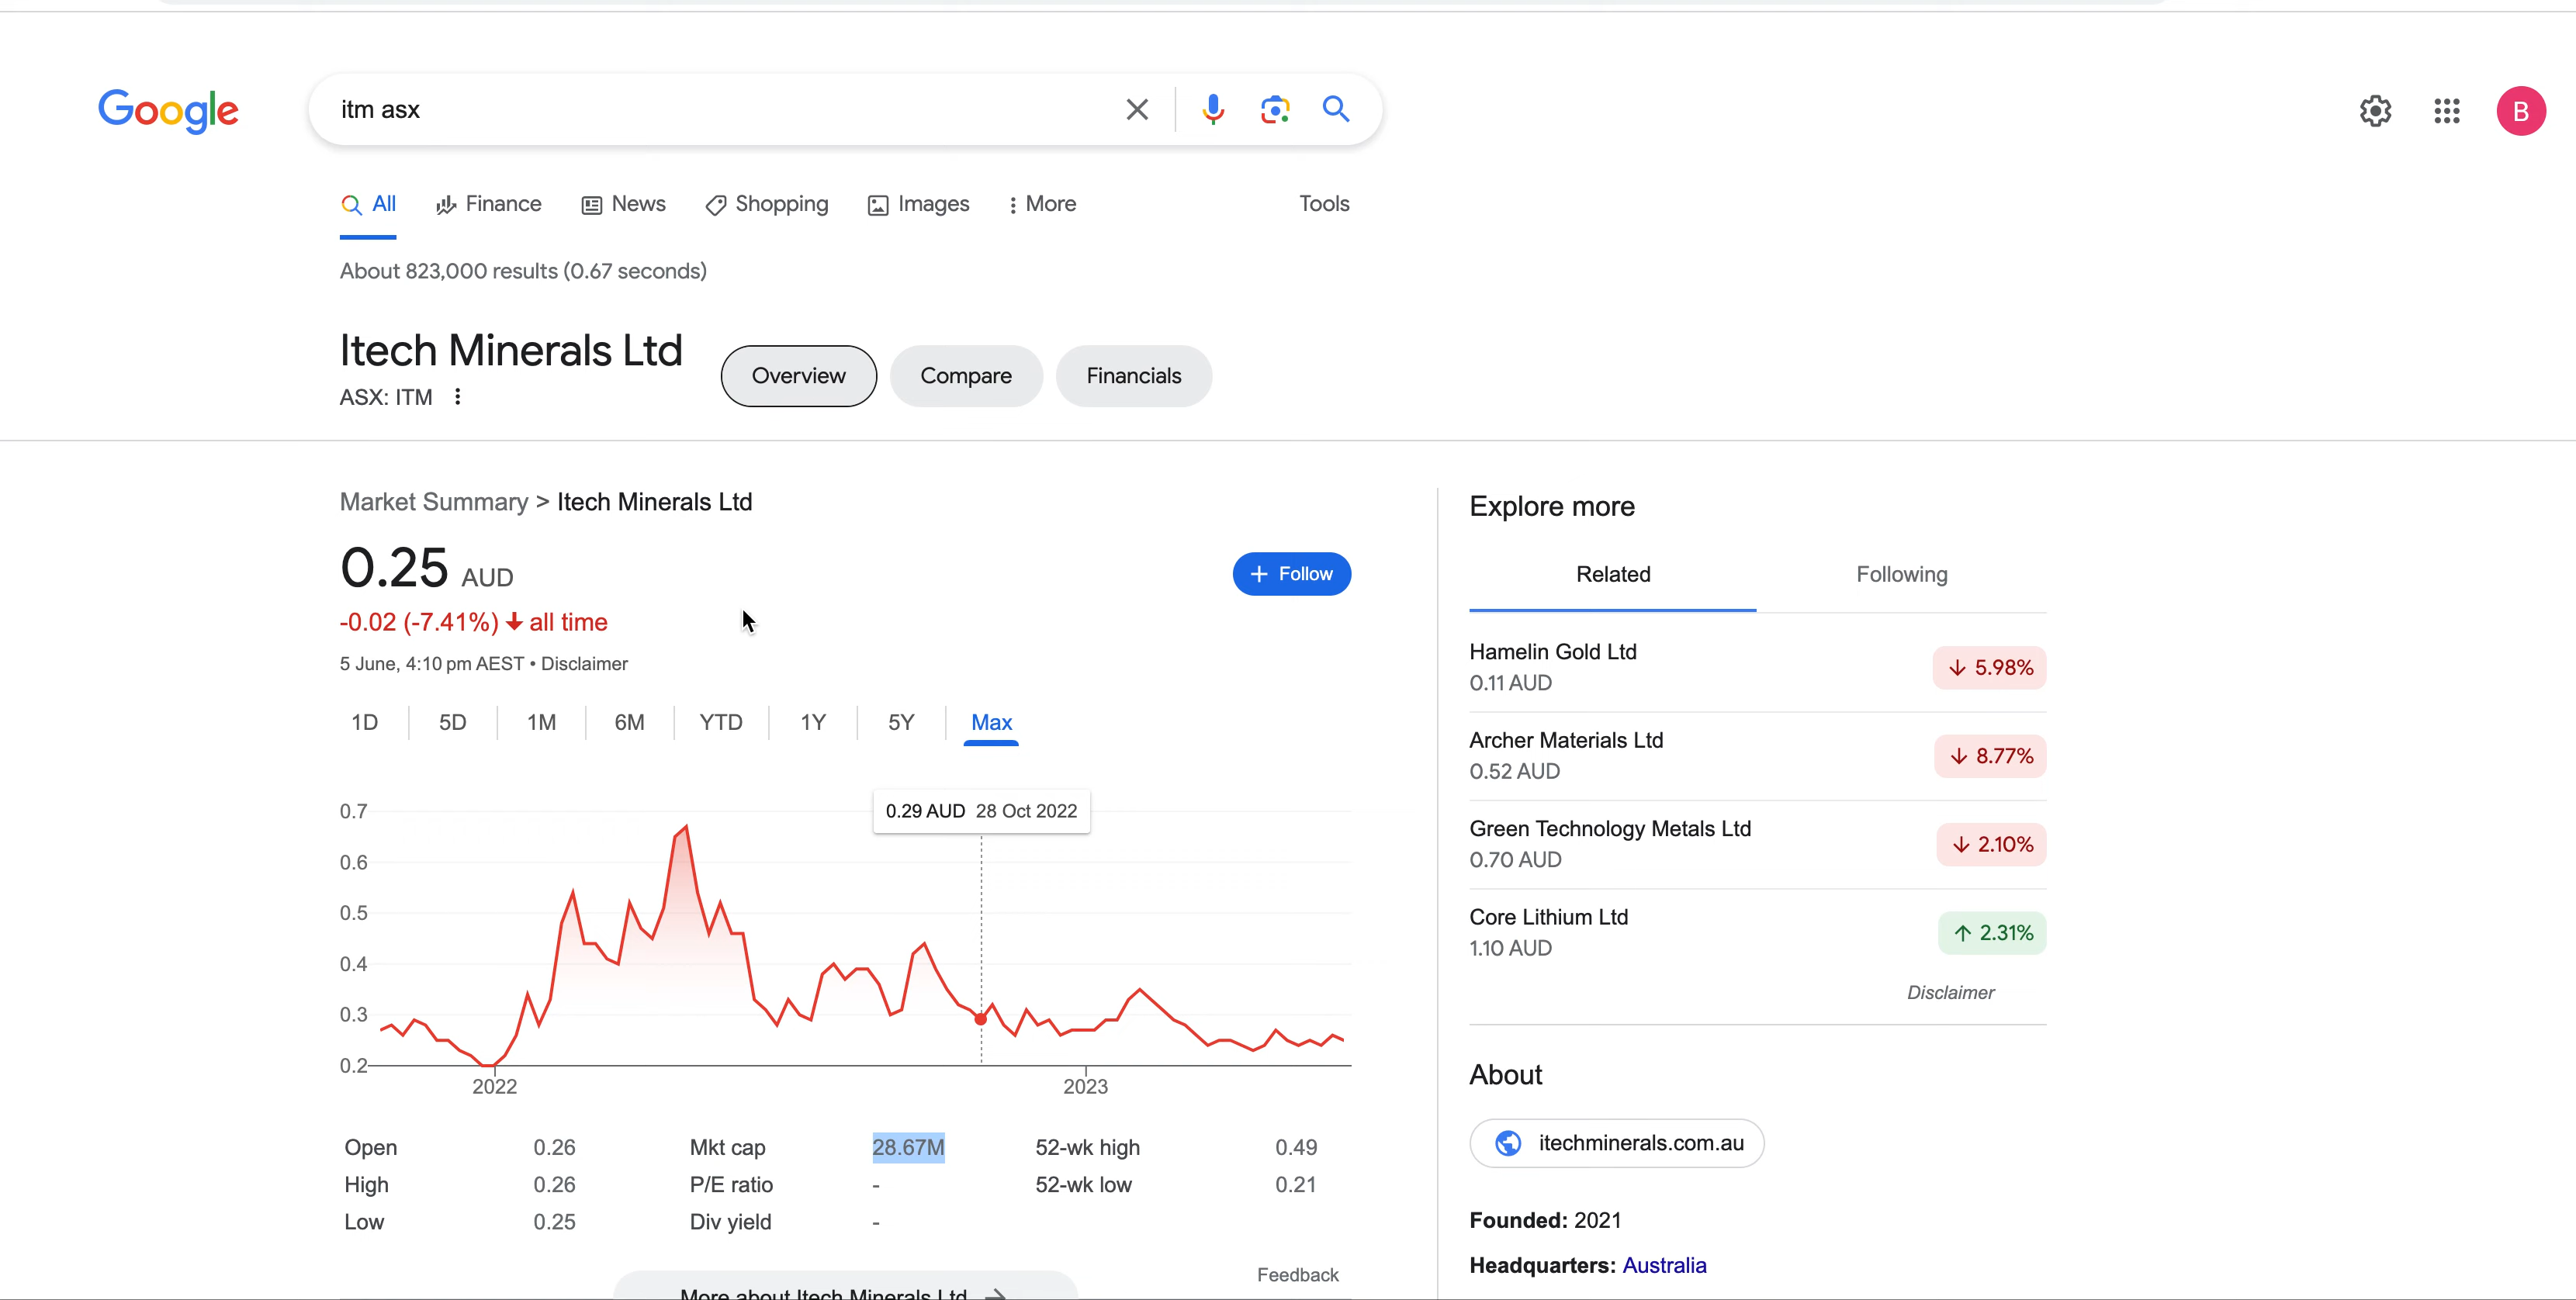 Google
itm asx
B
All Finance News Shopping Images More Tools
About 823,000 results (0.67 seconds)
Itech Minerals Ltd
ASX: ITM
Overview Compare Financials
Market Summary > Itech Minerals Ltd
0.25 AUD
+ Follow
-0.02 (-7.41%) ↓ all time
5 June, 4:10 pm AEST • Disclaimer
1D 5D 1M 6M YTD 1Y 5Y Max
0.29 AUD 28 Oct 2022
0.7
0.6
0.5
0.4
0.3
0.2
2022 2023
Open 0.26 Mkt cap 28.67M 52-wk high 0.49
High 0.26 P/E ratio - 52-wk low 0.21
Low 0.25 Div yield -
Feedback
More about Itech Minerals Ltd →
Explore more
Related Following
Hamelin Gold Ltd
0.11 AUD
↓ 5.98%
Archer Materials Ltd
0.52 AUD
↓ 8.77%
Green Technology Metals Ltd
0.70 AUD
↓ 2.10%
Core Lithium Ltd
1.10 AUD
↑ 2.31%
Disclaimer
About
itechminerals.com.au
Founded: 2021
Headquarters: Australia